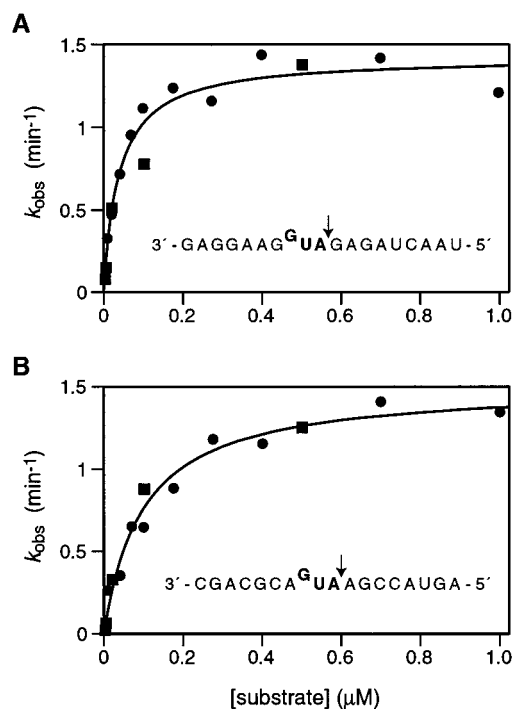 A
1.5
1
0.5
0
k_obs (min⁻¹)
3´-GAGGAAGGUAGAGAUCAAU-5´
0
0.2
0.4
0.6
0.8
1.0
B
1.5
1
0.5
0
k_obs (min⁻¹)
3´-CGACGCAGUAAGCCAUGA-5´
0
0.2
0.4
0.6
0.8
1.0
[substrate] (μM)